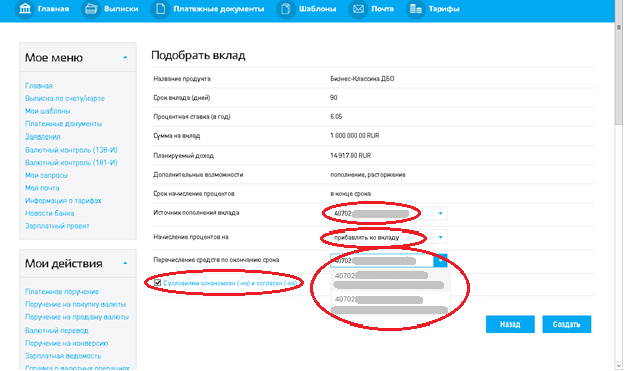 Главная Выписки Платежные документы Шаблоны Почта Тарифы
Мое меню
Главная
Выписка по счету/карте
Мои шаблоны
Платежные документы
Заявления
Валютный контроль (138-И)
Валютный контроль (181-И)
Мои запросы
Моя почта
Информация о тарифах
Новости банка
Зарплатный проект
Мои действия
Платежное поручение
Поручение на покупку валюты
Поручение на продажу валюты
Валютный перевод
Поручение на конверсию
Зарплатная ведомость
Справка о валютных операциях
Подобрать вклад
Название продукта Бизнес-Классика ДБО
Срок вклада (дней) 90
Процентная ставка (в год) 6.05
Сумма на вклад 1 000 000.00 RUR
Планируемый доход 14 917.80 RUR
Дополнительные возможности пополнение, расторжение
Срок начисление процентов в конце срока
Источник пополнения вклада 40702
Начисление процентов на прибавлять ко вкладу
Перечисление средств по окончанию срока 40702
40702
40702
С условиями ознакомлен (-на) и согласен (-на)
Назад Создать